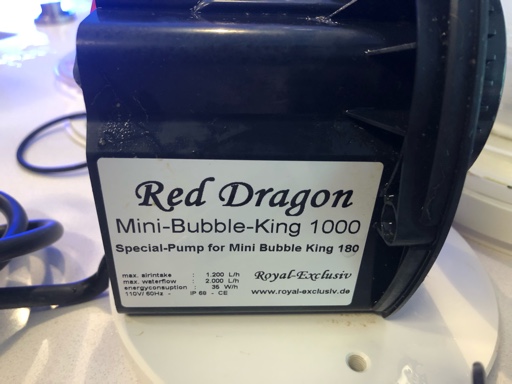 Red Dragon
Mini-Bubble-King 1000
Special-Pump for Mini Bubble King 180
max. airintake : 1.200 L/h
max. waterflow : 2.000 L/h
energyconsuption : 36 W/h
110V/60Hz - IP 68 - CE
Royal-Exclusiv
www.royal-exclusiv.de